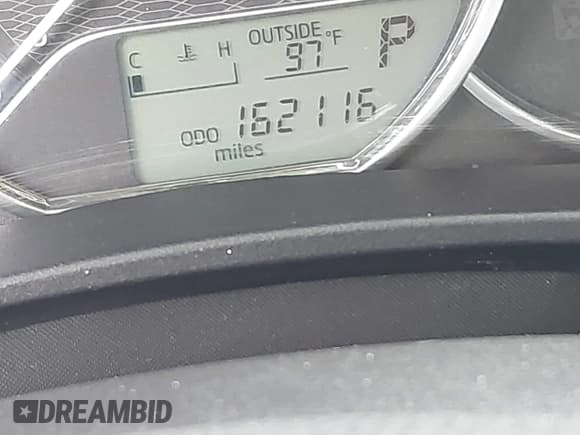 OUTSIDE
C H 97 °F P
ODO 162116
miles
DREAMBID